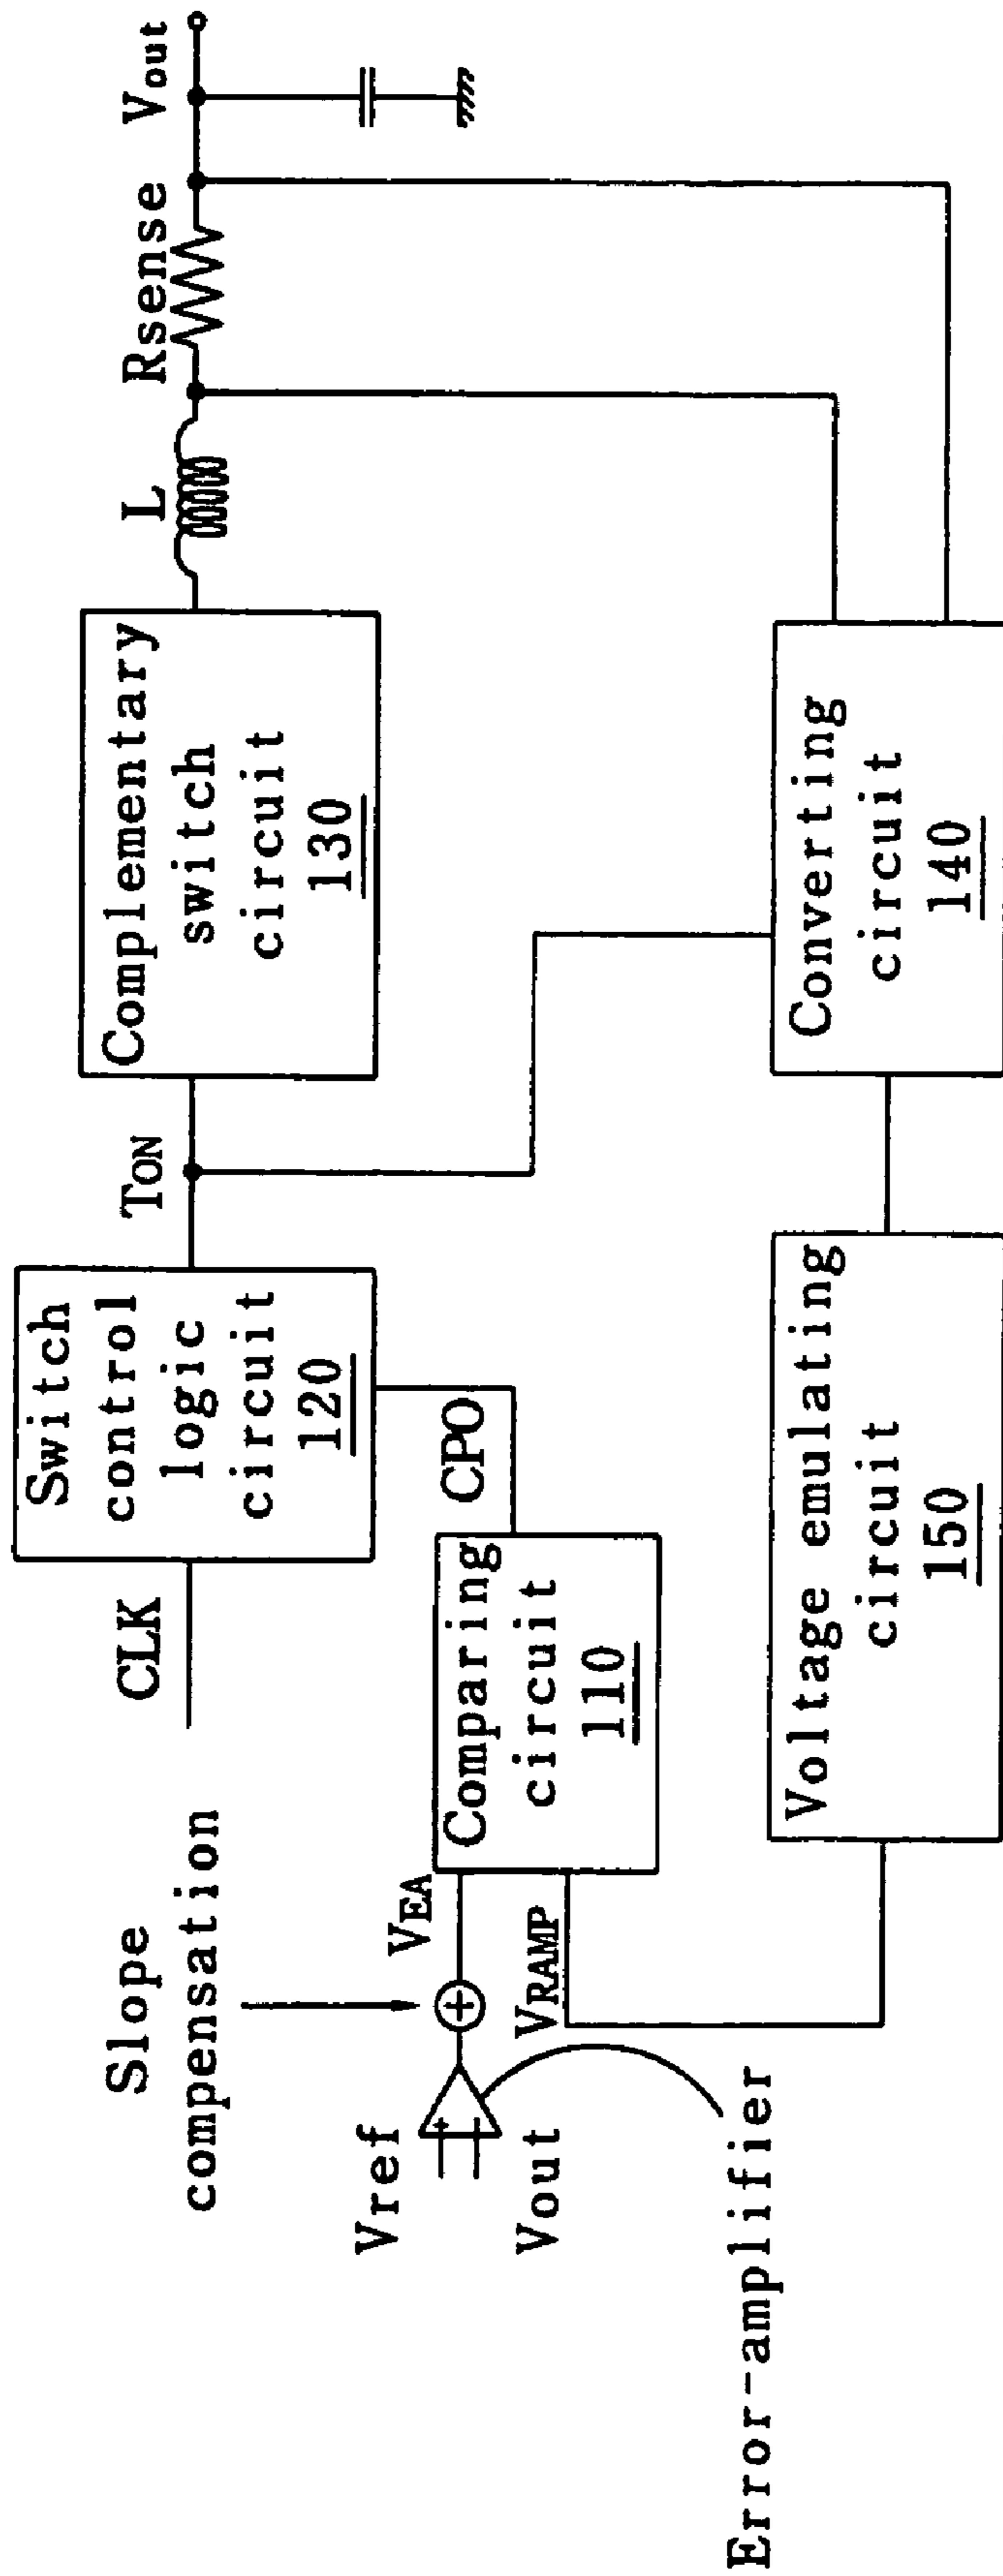 Slope
compensation
CLK
Switch
control
logic
circuit
120
TON
Complementary
switch
circuit
130
L
Rsense
Vout
Vref
Vout
VEA
VRAMP
Comparing
circuit
110
CPO
Error-amplifier
Voltage emulating
circuit
150
Converting
circuit
140